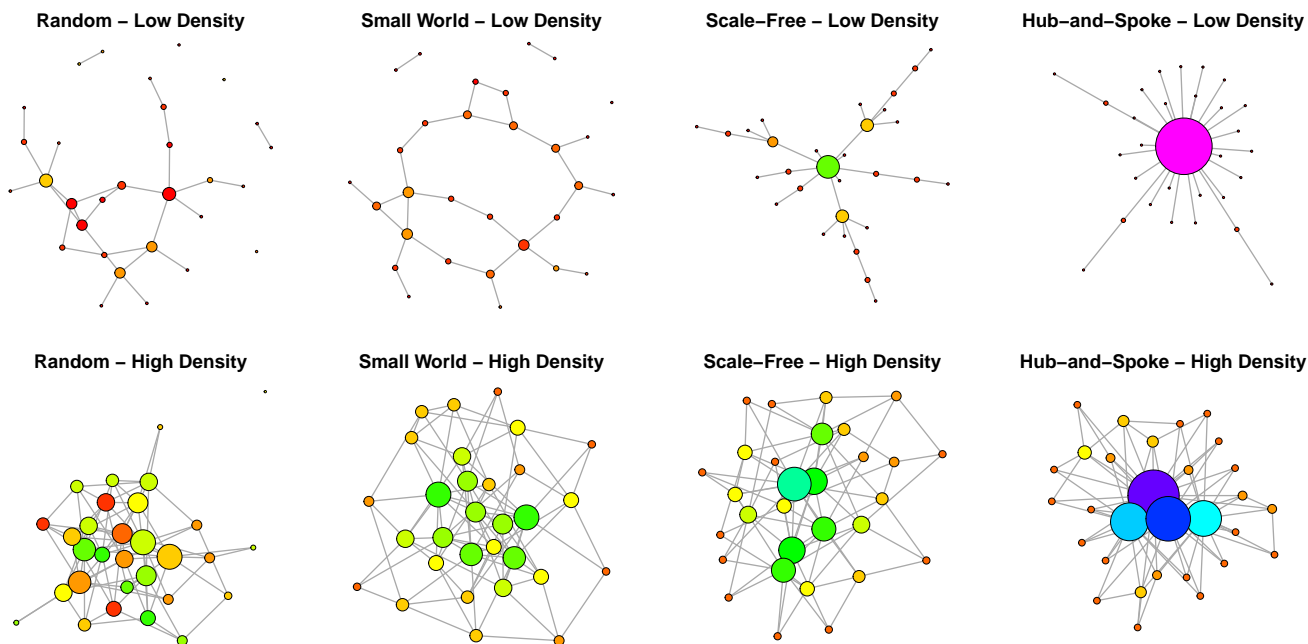 Random − Low Density
Small World − Low Density
Scale−Free − Low Density
Hub−and−Spoke − Low Density
Random − High Density
Small World − High Density
Scale−Free − High Density
Hub−and−Spoke − High Density